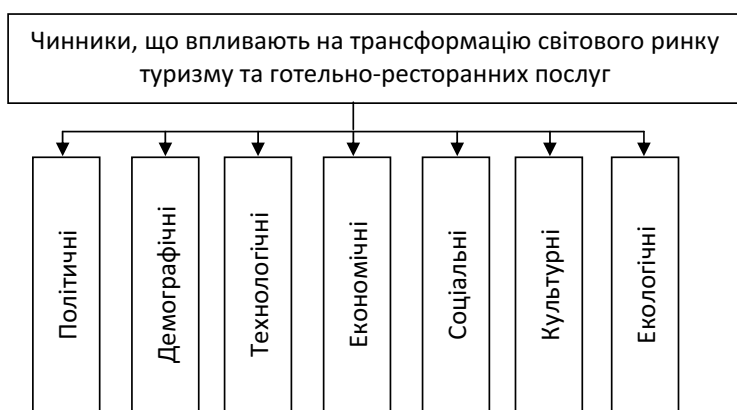 Чинники, що впливають на трансформацію світового ринку
туризму та готельно-ресторанних послуг
Політичні
Демографічні
Технологічні
Економічні
Соціальні
Культурні
Екологічні